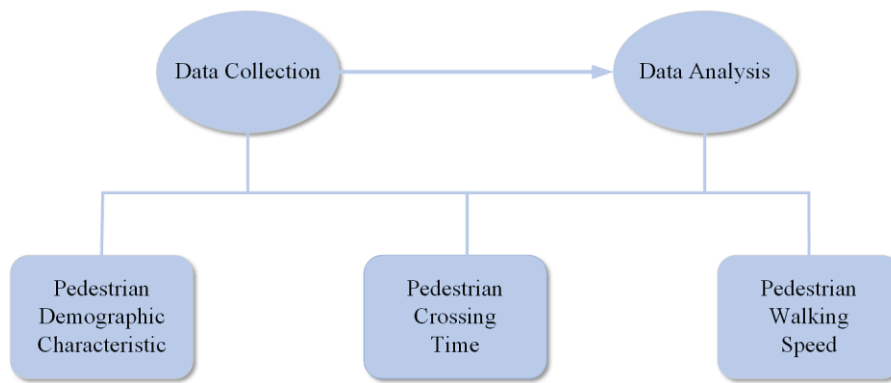 Data Collection
Data Analysis
Pedestrian
Demographic
Characteristic
Pedestrian
Crossing
Time
Pedestrian
Walking
Speed